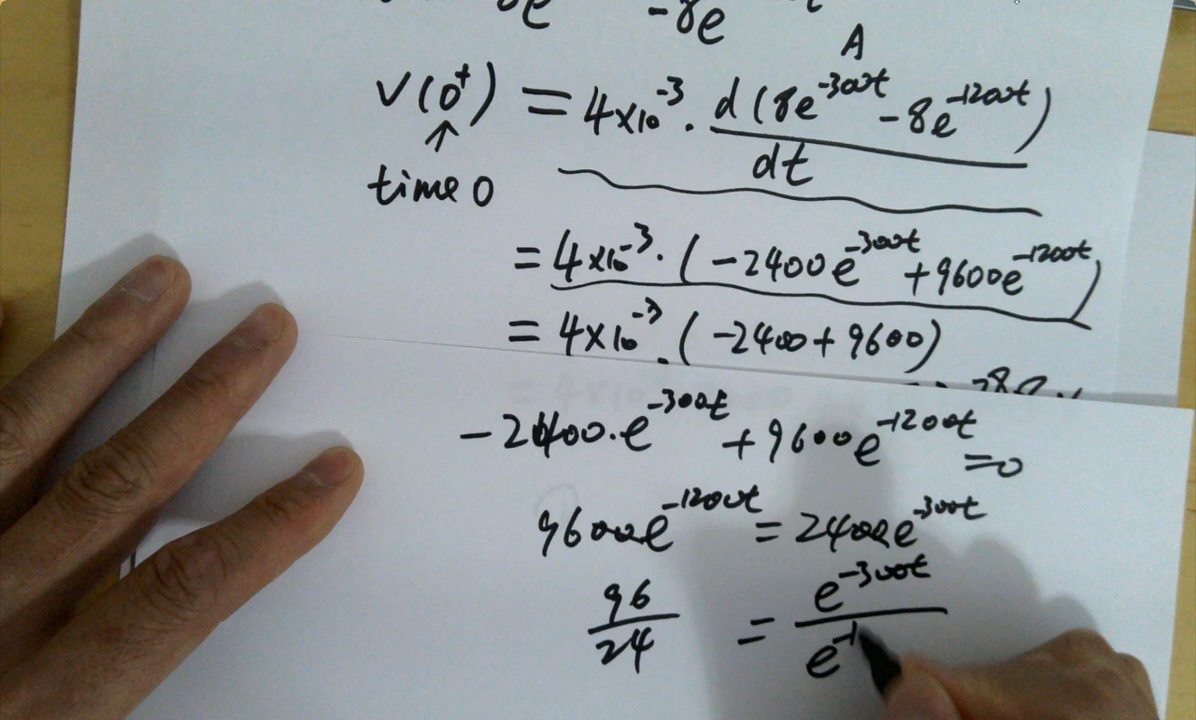 -8e
A
v(0⁺) = 4×10⁻³ · d(8e^-300t - 8e^-1200t) / dt
↑
time 0
= 4×10⁻³ · (-2400e^-300t + 9600e^-1200t)
= 4×10⁻³ · (-2400 + 9600)
-2400·e^-300t + 9600e^-1200t = 0
9600e^-1200t = 2400e^-300t
96/24 = e^-300t / e^-1